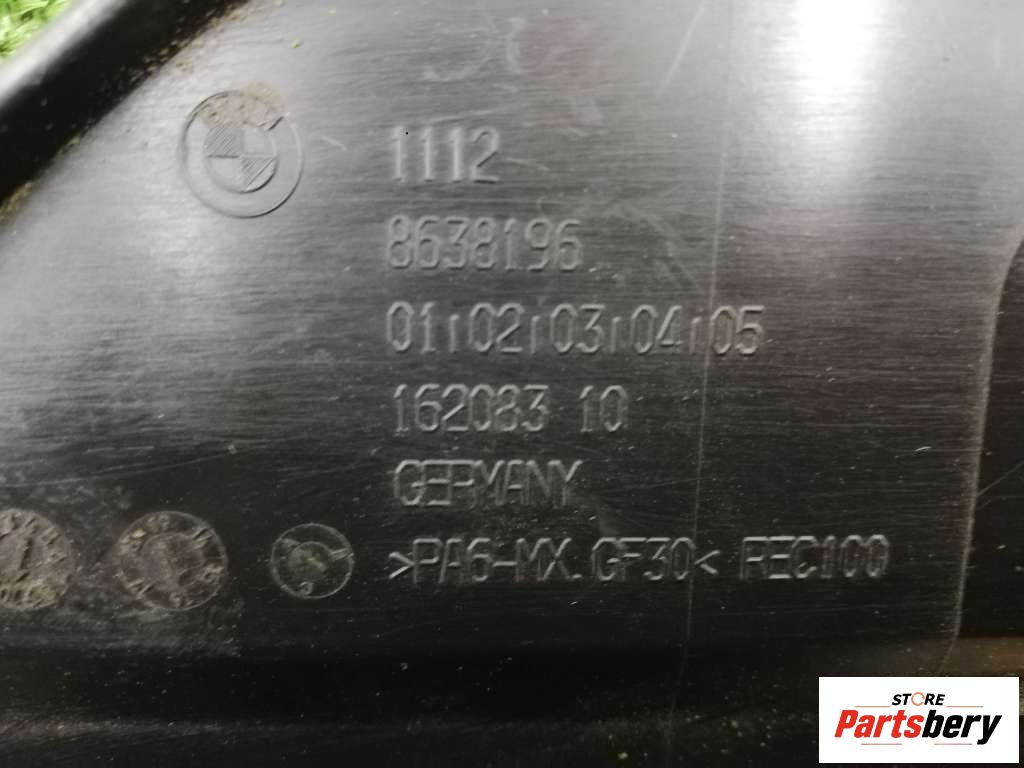 1112
8638196
01 02 03 04 05
162083 10
GERMANY
>PA6-MX.GF30< REC100
STORE
Partsbery